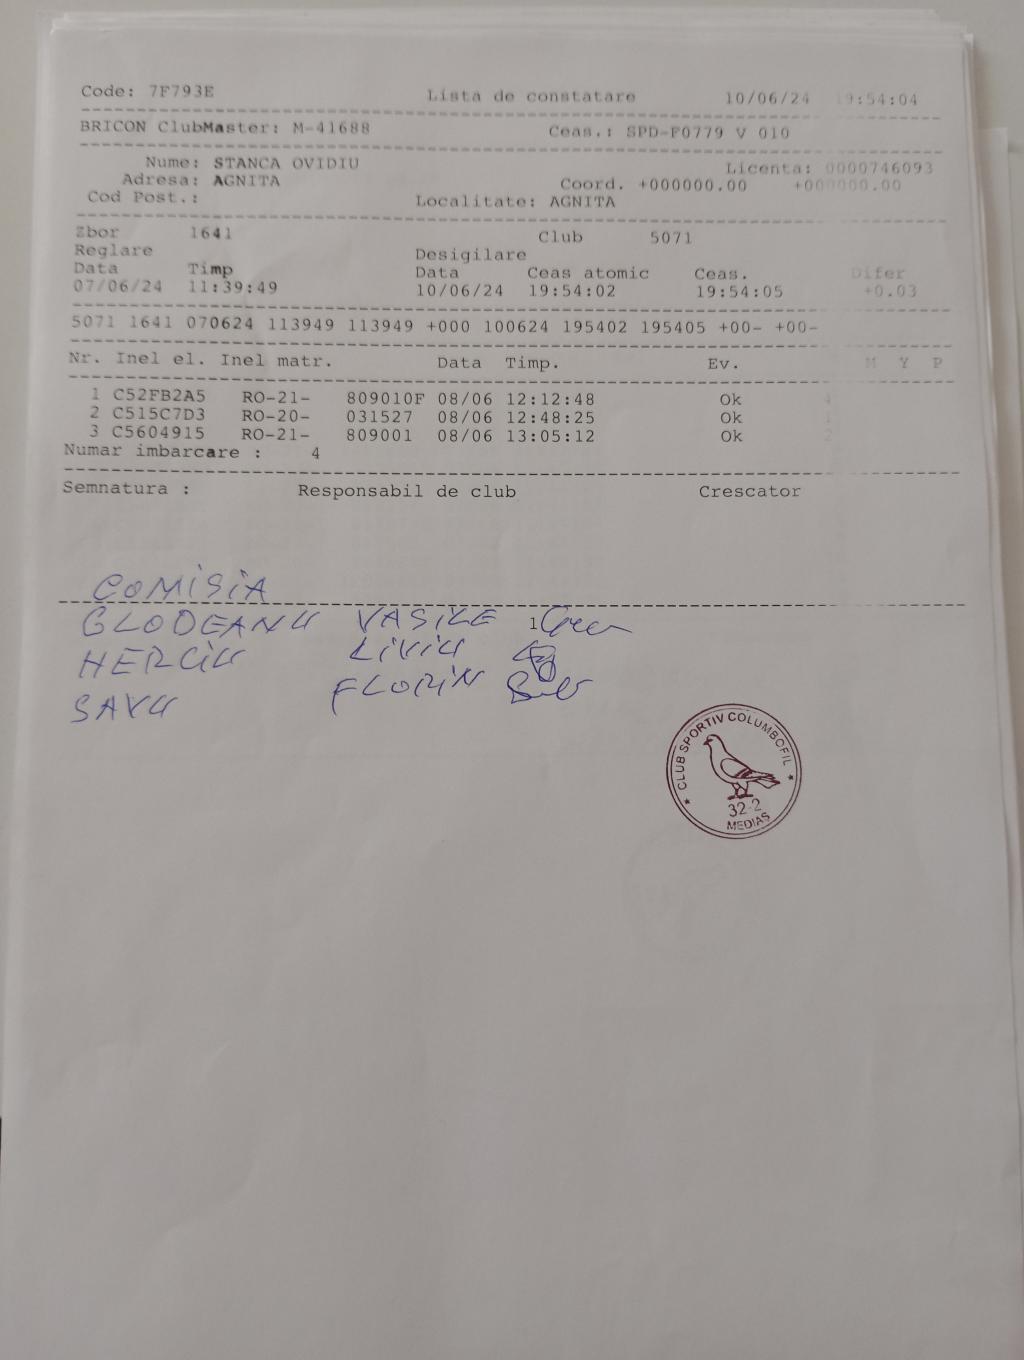 Code: 7F793E Lista de constatare 10/06/24 19:54:04
BRICON ClubMaster: M-41688 Ceas.: SPD-F0779 V 010
Nume: STANCA OVIDIU Licenta: 0000746093
Adresa: AGNITA Coord. +000000.00 +000000.00
Cod Post.: Localitate: AGNITA
Zbor 1641 Club 5071
Reglare Desigilare
Data Timp Data Ceas atomic Ceas. Difer
07/06/24 11:39:49 10/06/24 19:54:02 19:54:05 +0.03
5071 1641 070624 113949 113949 +000 100624 195402 195405 +00- +00-
Nr. Inel el. Inel matr. Data Timp. Ev. M Y P
1 C52FB2A5 RO-21- 809010F 08/06 12:12:48 Ok 4
2 C515C7D3 RO-20- 031527 08/06 12:48:25 Ok 1
3 C5604915 RO-21- 809001 08/06 13:05:12 Ok 2
Numar imbarcare : 4
Semnatura : Responsabil de club Crescator
COMISIA
GLODEANU VASILE 1
HERCIU LIVIU
SAVU FLORIN
CLUB SPORTIV COLUMBOFIL
32-2
MEDIAS